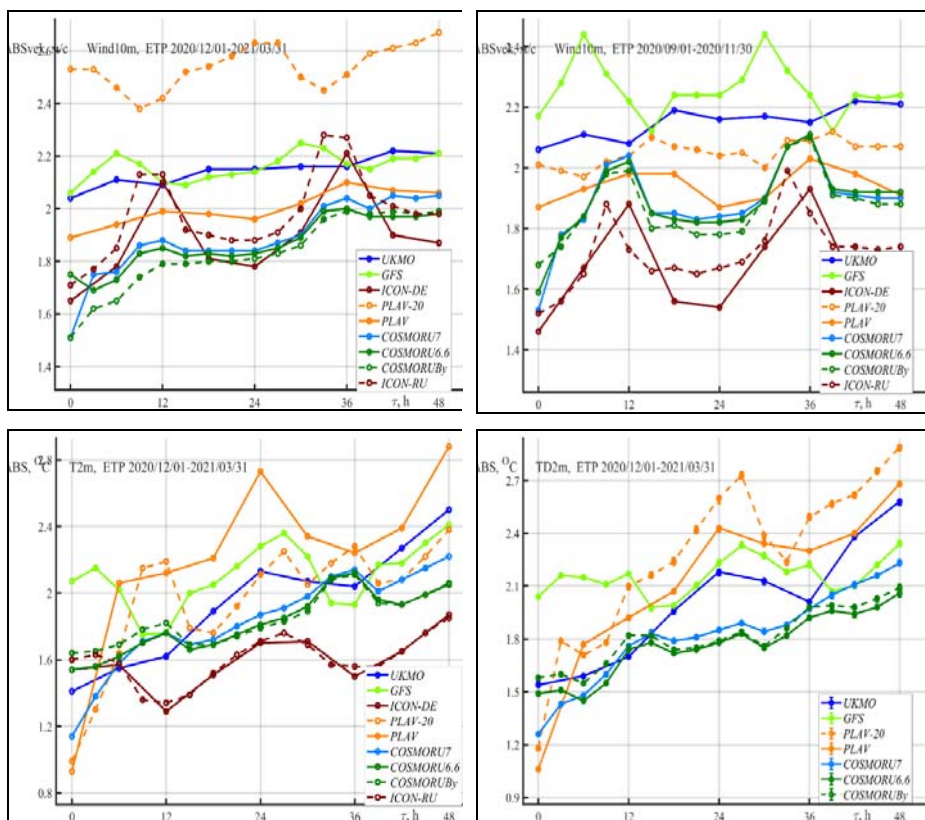 ABSvck, м/с Wind10m, ETP 2020/12/01-2021/03/31
2.6
2.4
2.2
2
1.8
1.6
1.4
0 12 24 36 τ, h 48
UKMO
GFS
ICON-DE
PLAV-20
PLAV
COSMORU7
COSMORU6.6
COSMORUBy
ICON-RU
Wind10m, ETP 2020/09/01-2020/11/30
2.2
2
1.8
1.6
1.4
0 12 24 36 τ, h 48
UKMO
GFS
ICON-DE
PLAV-20
PLAV
COSMORU7
COSMORU6.6
COSMORUBy
ICON-RU
ABS, °C T2m, ETP 2020/12/01-2021/03/31
2.8
2.4
2
1.6
1.2
0.8
0 12 24 36 τ, h 48
UKMO
GFS
ICON-DE
PLAV-20
PLAV
COSMORU7
COSMORU6.6
COSMORUBy
ICON-RU
ABS, °C TD2m, ETP 2020/12/01-2021/03/31
2.7
2.4
2.1
1.8
1.5
1.2
0.9
0 12 24 36 τ, h 48
UKMO
GFS
PLAV-20
PLAV
COSMORU7
COSMORU6.6
COSMORUBy